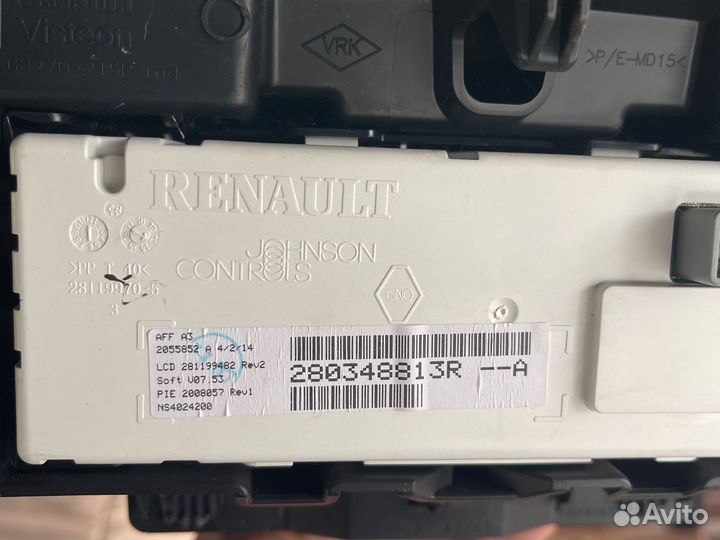 Visteon
VRK
>P/E-MD15<
RENAULT
JOHNSON
CONTROLS
>PP T 40<
28119970-5
3
CNO
AFF A3
2055852 A 4/2/14
LCD 281199482 Rev2
Soft V07.53
PIE 2008057 Rev1
NS4024200
280348813R --A
Avito